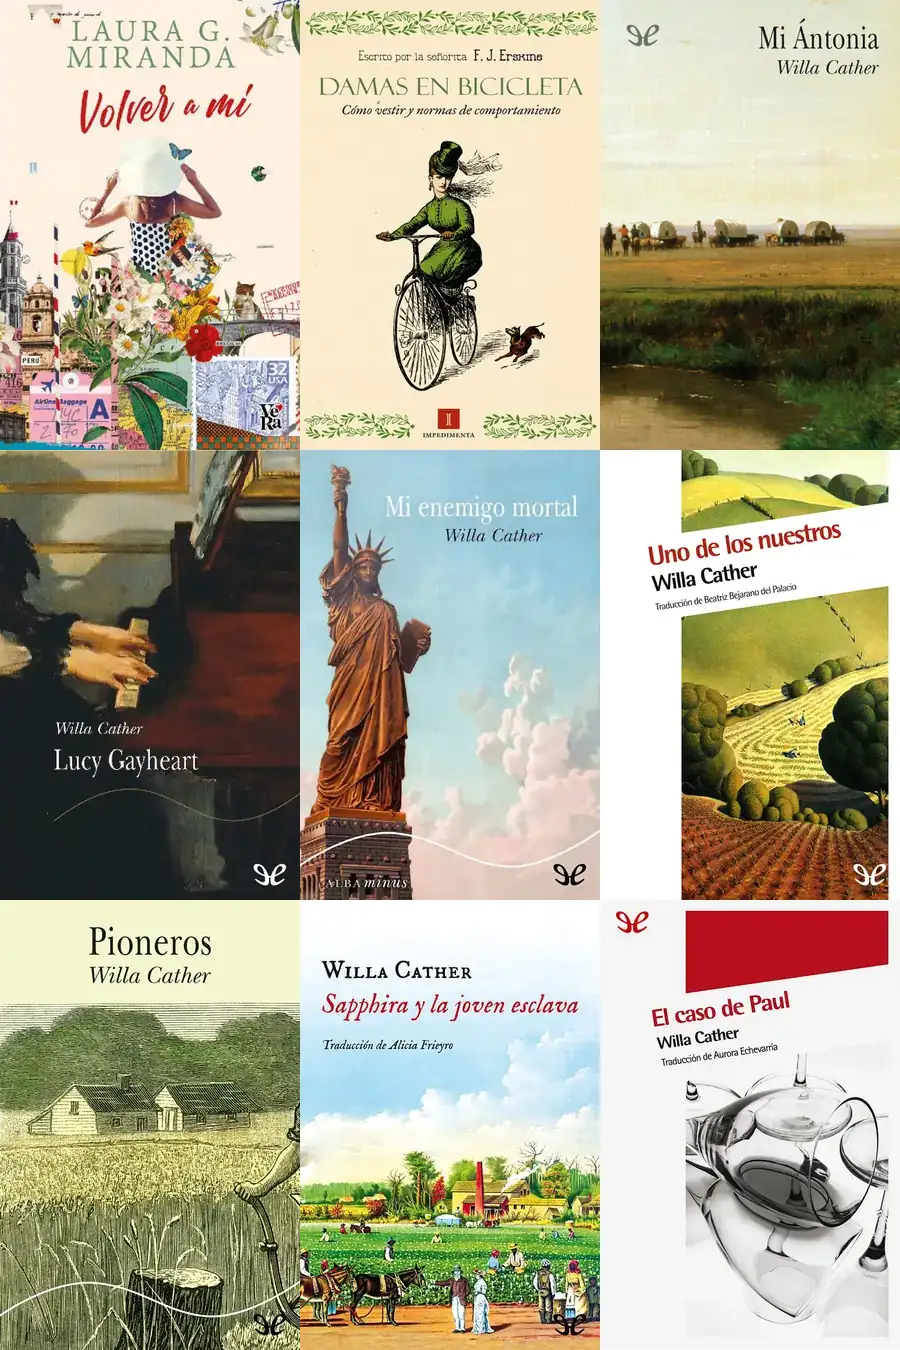 LAURA G.
MIRANDA
Volver a mí
PERÚ
Airline Baggage
A
32
USA
VeRa
Escrito por la señorita F. J. Erskine
DAMAS EN BICICLETA
Cómo vestir y normas de comportamiento
IMPEDIMENTA
Mi Ántonia
Willa Cather
Willa Cather
Lucy Gayheart
Mi enemigo mortal
Willa Cather
ALBA minus
Uno de los nuestros
Willa Cather
Traducción de Beatriz Bejarano del Palacio
Pioneros
Willa Cather
WILLA CATHER
Sapphira y la joven esclava
Traducción de Alicia Frieyro
El caso de Paul
Willa Cather
Traducción de Aurora Echevarría